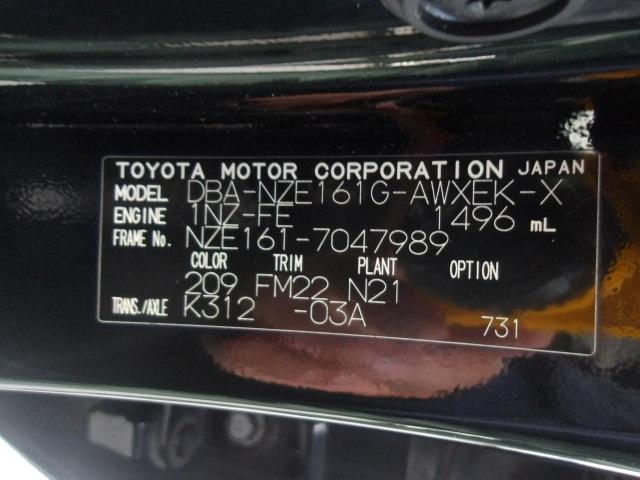 TOYOTA MOTOR CORPORATION JAPAN
MODEL DBA-NZE161G-AWXEK-X
ENGINE 1NZ-FE 1496 mL
FRAME No. NZE161-7047989
COLOR TRIM PLANT OPTION
209 FM22 N21
TRANS./AXLE K312 -03A
731